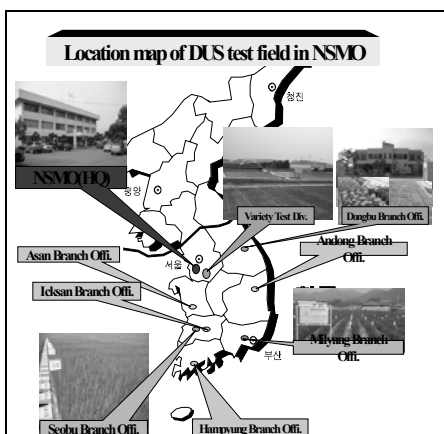 Location map of DUS test field in NSMO
청진
NSMO(HQ)
평양
Variety Test Div.
Dongbu Branch Offi.
Asan Branch Offi.
서울
Andong Branch
Offi.
Icksan Branch Offi.
Milyang Branch
Offi.
부산
Seobu Branch Offi.
Hampyung Branch Offi.